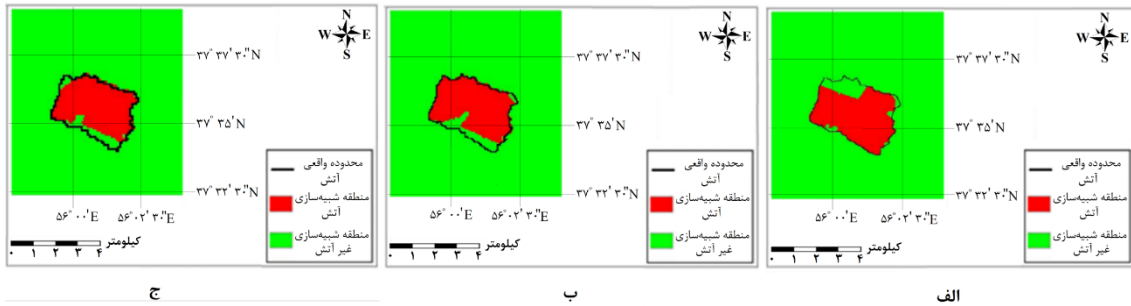 N
W E
S
۳۷° ۳۷' ۳۰"N
۳۷° ۳۵'N
۳۷° ۳۲' ۳۰"N
۵۶° ۰۰'E ۵۶° ۰۲' ۳۰"E
محدوده واقعی
آتش
منطقه شبیه‌سازی
آتش
منطقه شبیه‌سازی
غیر آتش
۰ ۱ ۲ ۳ ۴ کیلومتر
الف
N
W E
S
۳۷° ۳۷' ۳۰"N
۳۷° ۳۵'N
۳۷° ۳۲' ۳۰"N
۵۶° ۰۰'E ۵۶° ۰۲' ۳۰"E
محدوده واقعی
آتش
منطقه شبیه‌سازی
آتش
منطقه شبیه‌سازی
غیر آتش
۰ ۱ ۲ ۳ ۴ کیلومتر
ب
N
W E
S
۳۷° ۳۷' ۳۰"N
۳۷° ۳۵'N
۳۷° ۳۲' ۳۰"N
۵۶° ۰۰'E ۵۶° ۰۲' ۳۰"E
محدوده واقعی
آتش
منطقه شبیه‌سازی
آتش
منطقه شبیه‌سازی
غیر آتش
۰ ۱ ۲ ۳ ۴ کیلومتر
ج